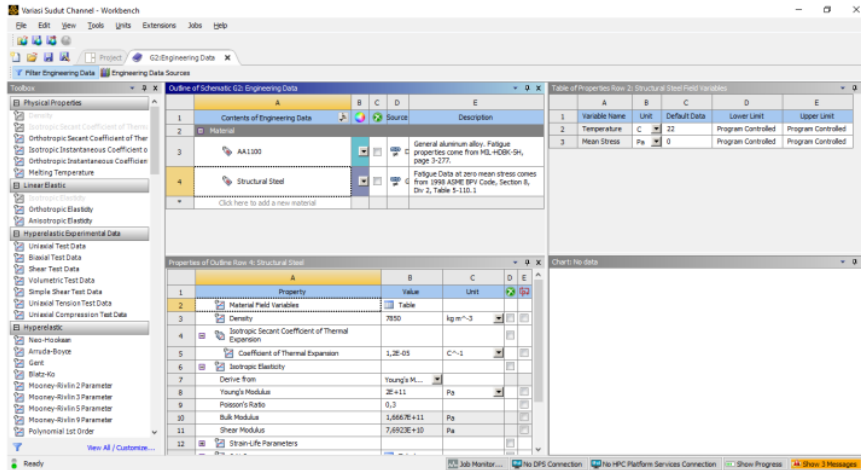 Variasi Sudut Channel - Workbench
File Edit View Tools Units Extensions Jobs Help
Project G2:Engineering Data X
Filter Engineering Data Engineering Data Sources
Toolbox
Physical Properties
Density
Isotropic Secant Coefficient of Therma
Orthotropic Secant Coefficient of Ther
Isotropic Instantaneous Coefficient o
Orthotropic Instantaneous Coefficien
Melting Temperature
Linear Elastic
Isotropic Elasticity
Orthotropic Elasticity
Anisotropic Elasticity
Hyperelastic Experimental Data
Uniaxial Test Data
Biaxial Test Data
Shear Test Data
Volumetric Test Data
Simple Shear Test Data
Uniaxial Tension Test Data
Uniaxial Compression Test Data
Hyperelastic
Neo-Hookean
Arruda-Boyce
Gent
Blatz-Ko
Mooney-Rivlin 2 Parameter
Mooney-Rivlin 3 Parameter
Mooney-Rivlin 5 Parameter
Mooney-Rivlin 9 Parameter
Polynomial 1st Order
View All / Customize...
Outline of Schematic G2: Engineering Data
A B C D E
1 Contents of Engineering Data Source Description
2 Material
3 AA1100 General aluminum alloy. Fatigue
properties come from MIL-HDBK-5H,
page 3-277.
4 Structural Steel Fatigue Data at zero mean stress comes
from 1998 ASME BPV Code, Section 8,
Div 2, Table 5-110.1
* Click here to add a new material
Properties of Outline Row 4: Structural Steel
A B C D E
1 Property Value Unit
2 Material Field Variables Table
3 Density 7850 kg m^-3
4 Isotropic Secant Coefficient of Thermal
Expansion
5 Coefficient of Thermal Expansion 1,2E-05 C^-1
6 Isotropic Elasticity
7 Derive from Young's M...
8 Young's Modulus 2E+11 Pa
9 Poisson's Ratio 0,3
10 Bulk Modulus 1,6667E+11 Pa
11 Shear Modulus 7,6923E+10 Pa
12 Strain-Life Parameters
Table of Properties Row 2: Structural Steel Field Variables
A B C D E
1 Variable Name Unit Default Data Lower Limit Upper Limit
2 Temperature C 22 Program Controlled Program Controlled
3 Mean Stress Pa 0 Program Controlled Program Controlled
Chart: No data
Ready Job Monitor... No DPS Connection No HPC Platform Services Connection Show Progress Show 3 Messages